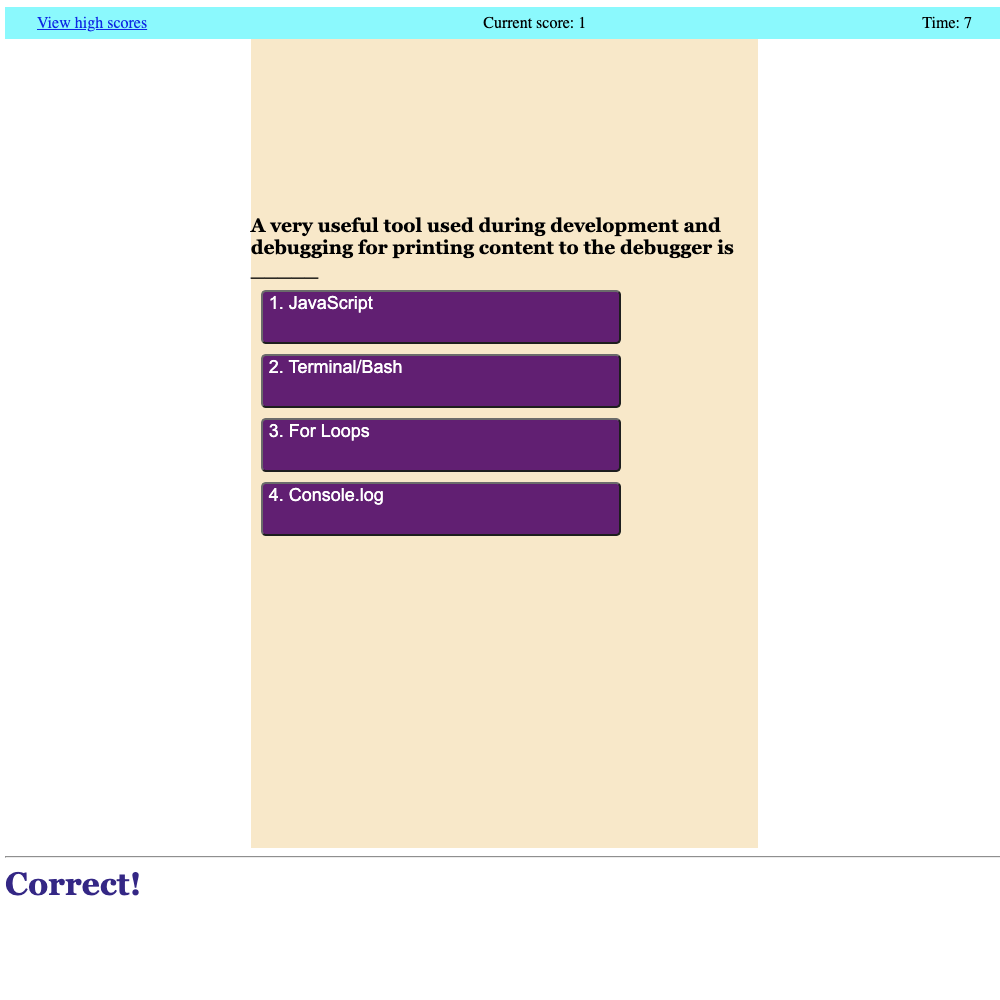 View high scores Current score: 1 Time: 7
A very useful tool used during development and
debugging for printing content to the debugger is
_______
1. JavaScript
2. Terminal/Bash
3. For Loops
4. Console.log
Correct!